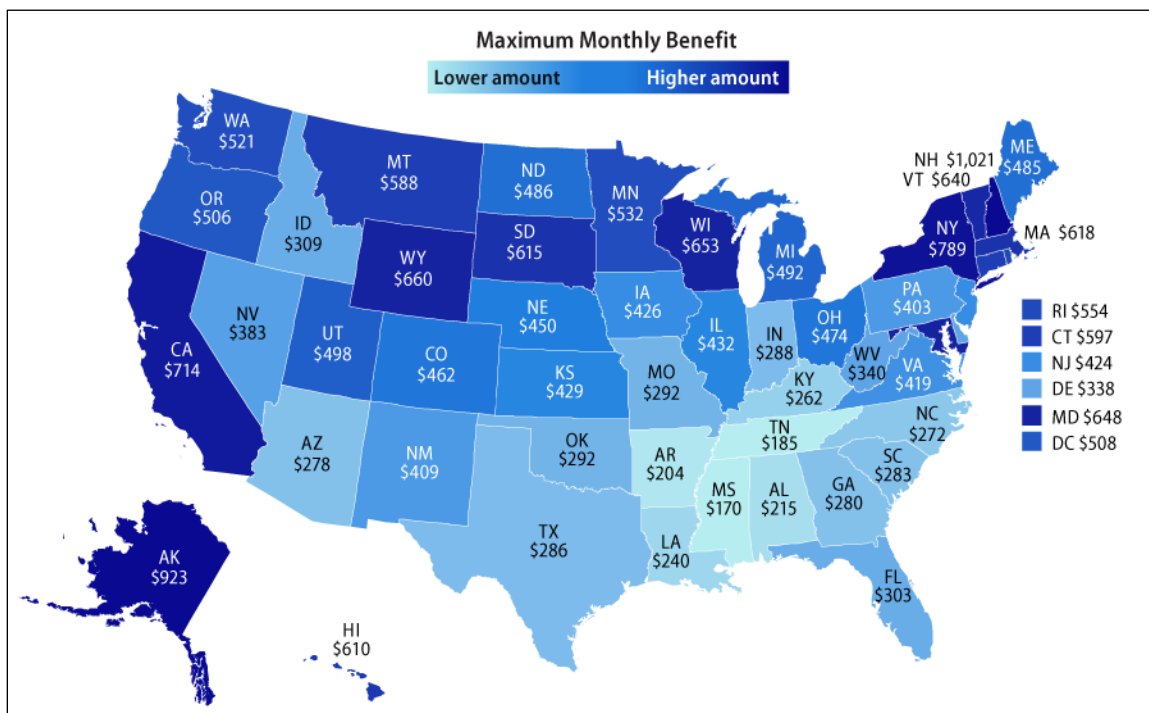 Maximum Monthly Benefit
Lower amount Higher amount
WA
$521
MT
$588
ND
$486
MN
$532
NH $1,021
VT $640
ME
$485
OR
$506
ID
$309
SD
$615
WI
$653
NY
$789
MA $618
WY
$660
MI
$492
NV
$383
NE
$450
IA
$426
PA
$403
CA
$714
UT
$498
CO
$462
IL
$432
IN
$288
OH
$474
WV
$340
VA
$419
KS
$429
MO
$292
KY
$262
RI $554
CT $597
NJ $424
DE $338
MD $648
DC $508
AZ
$278
NM
$409
OK
$292
AR
$204
TN
$185
NC
$272
SC
$283
MS
$170
AL
$215
GA
$280
TX
$286
LA
$240
FL
$303
AK
$923
HI
$610